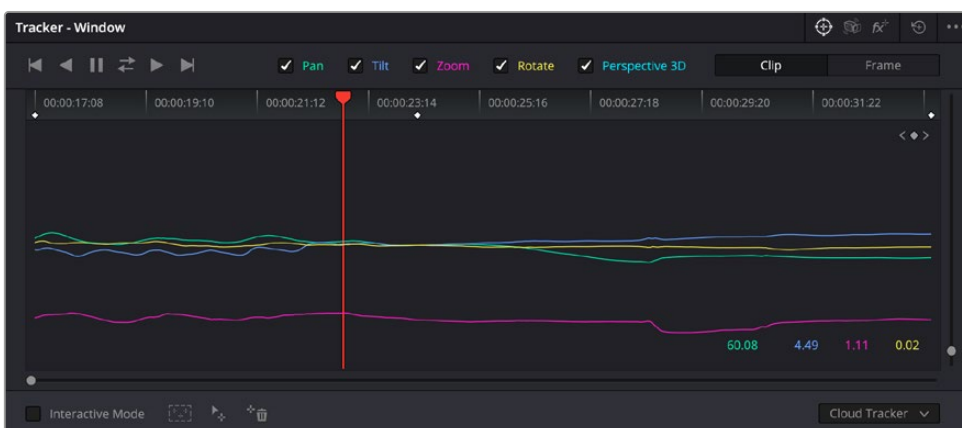 Tracker - Window
Pan Tilt Zoom Rotate Perspective 3D Clip Frame
00:00:17:08 00:00:19:10 00:00:21:12 00:00:23:14 00:00:25:16 00:00:27:18 00:00:29:20 00:00:31:22
60.08 4.49 1.11 0.02
Interactive Mode Cloud Tracker